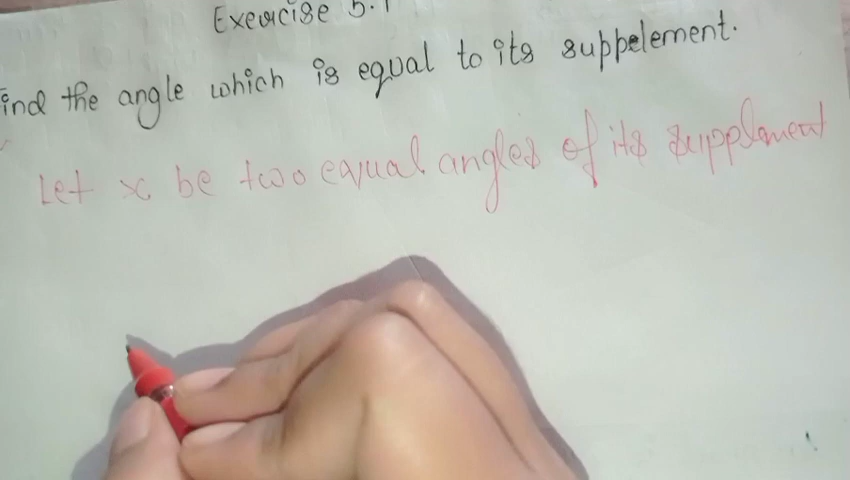 Exercise 5.1
ind the angle which is equal to its suppelement.
Let x be two equal angles of its supplement